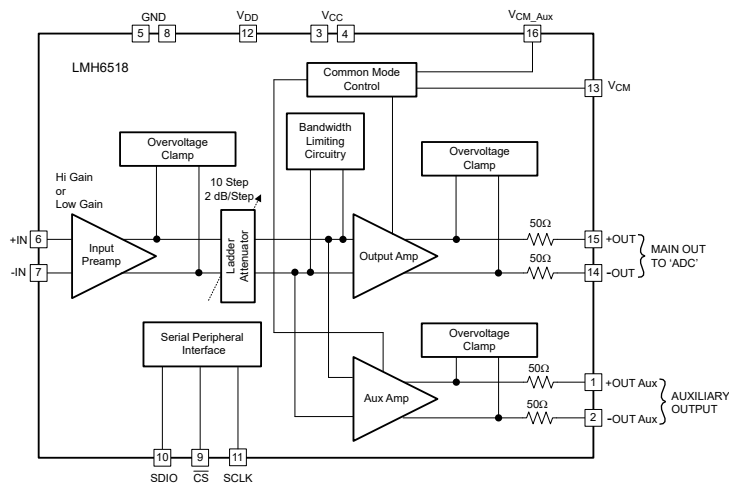 GND
VDD
VCC
VCM_Aux
5
8
12
3
4
16
LMH6518
Common Mode
Control
13
VCM
Overvoltage
Clamp
Bandwidth
Limiting
Circuitry
Overvoltage
Clamp
Hi Gain
or
Low Gain
10 Step
2 dB/Step
+IN
6
Input
Preamp
-IN
7
Ladder
Attenuator
Output Amp
50Ω
15
+OUT
50Ω
14
-OUT
MAIN OUT
TO ‘ADC’
Serial Peripheral
Interface
Overvoltage
Clamp
Aux Amp
50Ω
1
+OUT Aux
50Ω
2
-OUT Aux
AUXILIARY
OUTPUT
10
9
11
SDIO
CS
SCLK